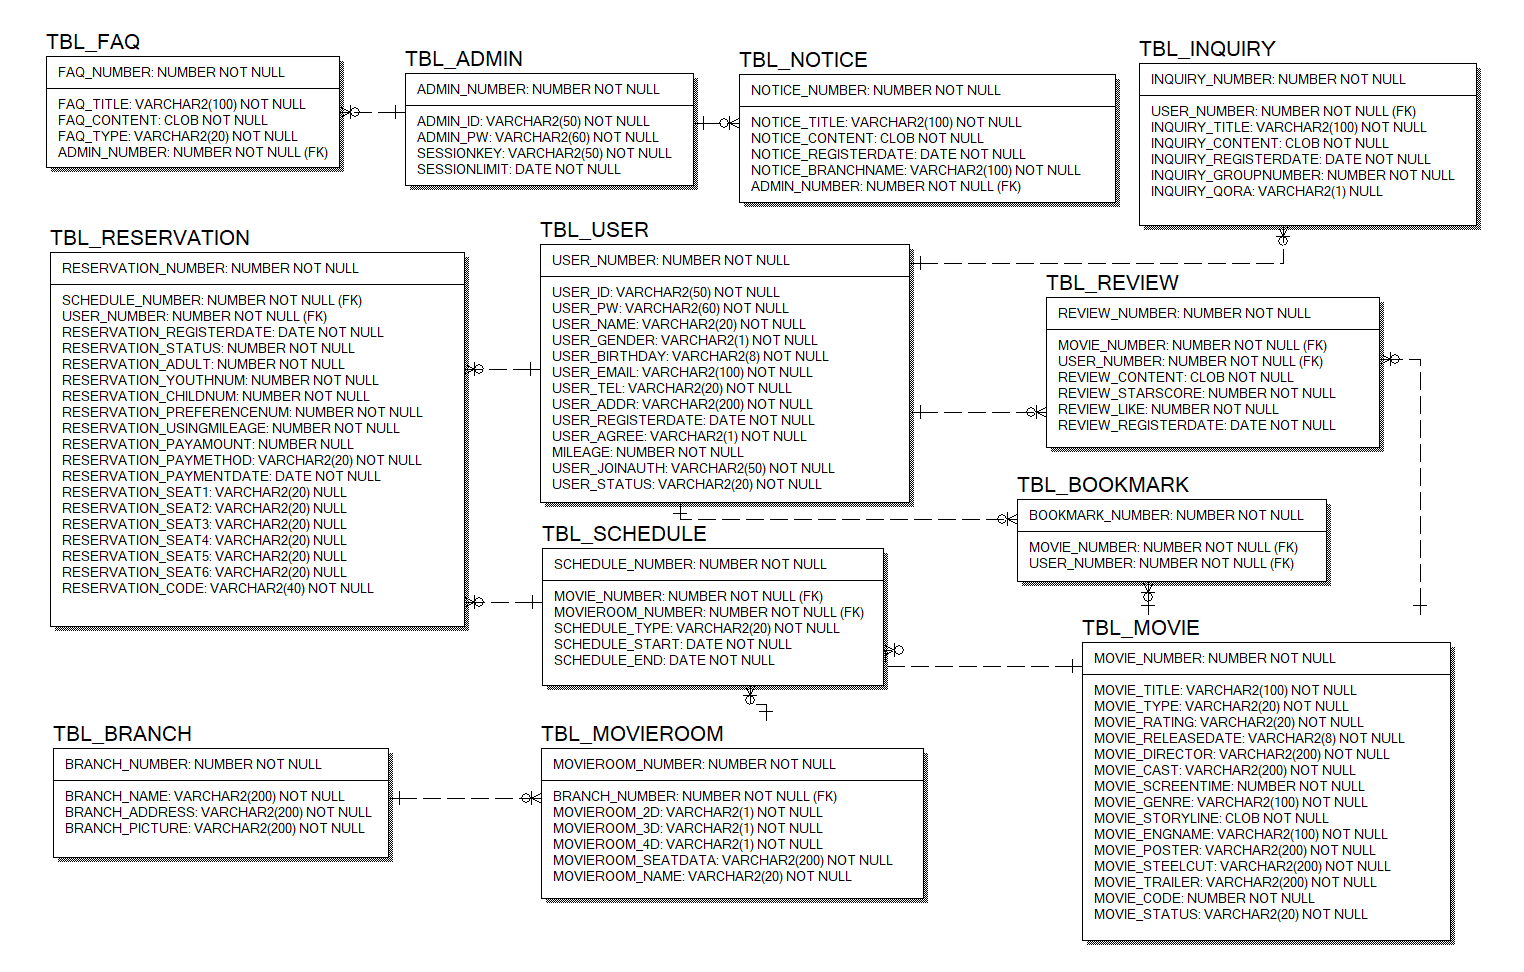 TBL_FAQ
FAQ_NUMBER: NUMBER NOT NULL
FAQ_TITLE: VARCHAR2(100) NOT NULL
FAQ_CONTENT: CLOB NOT NULL
FAQ_TYPE: VARCHAR2(20) NOT NULL
ADMIN_NUMBER: NUMBER NOT NULL (FK)
TBL_ADMIN
ADMIN_NUMBER: NUMBER NOT NULL
ADMIN_ID: VARCHAR2(50) NOT NULL
ADMIN_PW: VARCHAR2(60) NOT NULL
SESSIONKEY: VARCHAR2(50) NOT NULL
SESSIONLIMIT: DATE NOT NULL
TBL_NOTICE
NOTICE_NUMBER: NUMBER NOT NULL
NOTICE_TITLE: VARCHAR2(100) NOT NULL
NOTICE_CONTENT: CLOB NOT NULL
NOTICE_REGISTERDATE: DATE NOT NULL
NOTICE_BRANCHNAME: VARCHAR2(100) NOT NULL
ADMIN_NUMBER: NUMBER NOT NULL (FK)
TBL_INQUIRY
INQUIRY_NUMBER: NUMBER NOT NULL
USER_NUMBER: NUMBER NOT NULL (FK)
INQUIRY_TITLE: VARCHAR2(100) NOT NULL
INQUIRY_CONTENT: CLOB NOT NULL
INQUIRY_REGISTERDATE: DATE NOT NULL
INQUIRY_GROUPNUMBER: NUMBER NOT NULL
INQUIRY_QORA: VARCHAR2(1) NULL
TBL_RESERVATION
RESERVATION_NUMBER: NUMBER NOT NULL
SCHEDULE_NUMBER: NUMBER NOT NULL (FK)
USER_NUMBER: NUMBER NOT NULL (FK)
RESERVATION_REGISTERDATE: DATE NOT NULL
RESERVATION_STATUS: NUMBER NOT NULL
RESERVATION_ADULT: NUMBER NOT NULL
RESERVATION_YOUTHNUM: NUMBER NOT NULL
RESERVATION_CHILDNUM: NUMBER NOT NULL
RESERVATION_PREFERENCENUM: NUMBER NOT NULL
RESERVATION_USINGMILEAGE: NUMBER NOT NULL
RESERVATION_PAYAMOUNT: NUMBER NULL
RESERVATION_PAYMETHOD: VARCHAR2(20) NOT NULL
RESERVATION_PAYMENTDATE: DATE NOT NULL
RESERVATION_SEAT1: VARCHAR2(20) NULL
RESERVATION_SEAT2: VARCHAR2(20) NULL
RESERVATION_SEAT3: VARCHAR2(20) NULL
RESERVATION_SEAT4: VARCHAR2(20) NULL
RESERVATION_SEAT5: VARCHAR2(20) NULL
RESERVATION_SEAT6: VARCHAR2(20) NULL
RESERVATION_CODE: VARCHAR2(40) NOT NULL
TBL_USER
USER_NUMBER: NUMBER NOT NULL
USER_ID: VARCHAR2(50) NOT NULL
USER_PW: VARCHAR2(60) NOT NULL
USER_NAME: VARCHAR2(20) NOT NULL
USER_GENDER: VARCHAR2(1) NOT NULL
USER_BIRTHDAY: VARCHAR2(8) NOT NULL
USER_EMAIL: VARCHAR2(100) NOT NULL
USER_TEL: VARCHAR2(20) NOT NULL
USER_ADDR: VARCHAR2(200) NOT NULL
USER_REGISTERDATE: DATE NOT NULL
USER_AGREE: VARCHAR2(1) NOT NULL
MILEAGE: NUMBER NOT NULL
USER_JOINAUTH: VARCHAR2(50) NOT NULL
USER_STATUS: VARCHAR2(20) NOT NULL
TBL_REVIEW
REVIEW_NUMBER: NUMBER NOT NULL
MOVIE_NUMBER: NUMBER NOT NULL (FK)
USER_NUMBER: NUMBER NOT NULL (FK)
REVIEW_CONTENT: CLOB NOT NULL
REVIEW_STARSCORE: NUMBER NOT NULL
REVIEW_LIKE: NUMBER NOT NULL
REVIEW_REGISTERDATE: DATE NOT NULL
TBL_BOOKMARK
BOOKMARK_NUMBER: NUMBER NOT NULL
MOVIE_NUMBER: NUMBER NOT NULL (FK)
USER_NUMBER: NUMBER NOT NULL (FK)
TBL_SCHEDULE
SCHEDULE_NUMBER: NUMBER NOT NULL
MOVIE_NUMBER: NUMBER NOT NULL (FK)
MOVIEROOM_NUMBER: NUMBER NOT NULL (FK)
SCHEDULE_TYPE: VARCHAR2(20) NOT NULL
SCHEDULE_START: DATE NOT NULL
SCHEDULE_END: DATE NOT NULL
TBL_MOVIE
MOVIE_NUMBER: NUMBER NOT NULL
MOVIE_TITLE: VARCHAR2(100) NOT NULL
MOVIE_TYPE: VARCHAR2(20) NOT NULL
MOVIE_RATING: VARCHAR2(20) NOT NULL
MOVIE_RELEASEDATE: VARCHAR2(8) NOT NULL
MOVIE_DIRECTOR: VARCHAR2(200) NOT NULL
MOVIE_CAST: VARCHAR2(200) NOT NULL
MOVIE_SCREENTIME: NUMBER NOT NULL
MOVIE_GENRE: VARCHAR2(100) NOT NULL
MOVIE_STORYLINE: CLOB NOT NULL
MOVIE_ENGNAME: VARCHAR2(100) NOT NULL
MOVIE_POSTER: VARCHAR2(200) NOT NULL
MOVIE_STEELCUT: VARCHAR2(200) NOT NULL
MOVIE_TRAILER: VARCHAR2(200) NOT NULL
MOVIE_CODE: NUMBER NOT NULL
MOVIE_STATUS: VARCHAR2(20) NOT NULL
TBL_BRANCH
BRANCH_NUMBER: NUMBER NOT NULL
BRANCH_NAME: VARCHAR2(200) NOT NULL
BRANCH_ADDRESS: VARCHAR2(200) NOT NULL
BRANCH_PICTURE: VARCHAR2(200) NOT NULL
TBL_MOVIEROOM
MOVIEROOM_NUMBER: NUMBER NOT NULL
BRANCH_NUMBER: NUMBER NOT NULL (FK)
MOVIEROOM_2D: VARCHAR2(1) NOT NULL
MOVIEROOM_3D: VARCHAR2(1) NOT NULL
MOVIEROOM_4D: VARCHAR2(1) NOT NULL
MOVIEROOM_SEATDATA: VARCHAR2(200) NOT NULL
MOVIEROOM_NAME: VARCHAR2(20) NOT NULL